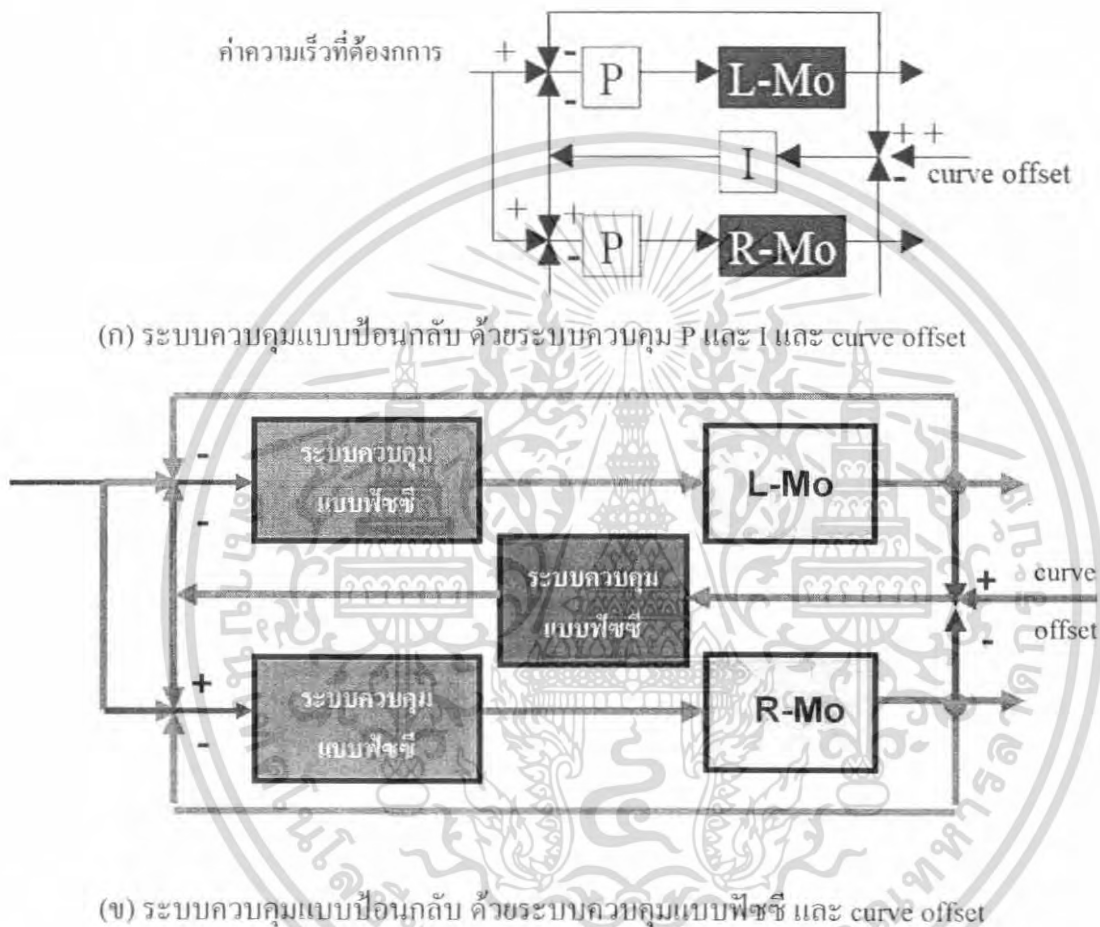 ค่าความเร็วที่ต้องกการ
+ - P L-Mo
-
I + + curve offset
-
+ + P R-Mo
-
(ก) ระบบควบคุมแบบป้อนกลับ ด้วยระบบควบคุม P และ I และ curve offset
- ระบบควบคุม แบบฟัซซี L-Mo
-
ระบบควบคุม แบบฟัซซี + curve offset
-
+ ระบบควบคุม แบบฟัซซี R-Mo
-
(ข) ระบบควบคุมแบบป้อนกลับ ด้วยระบบควบคุมแบบฟัซซี และ curve offset